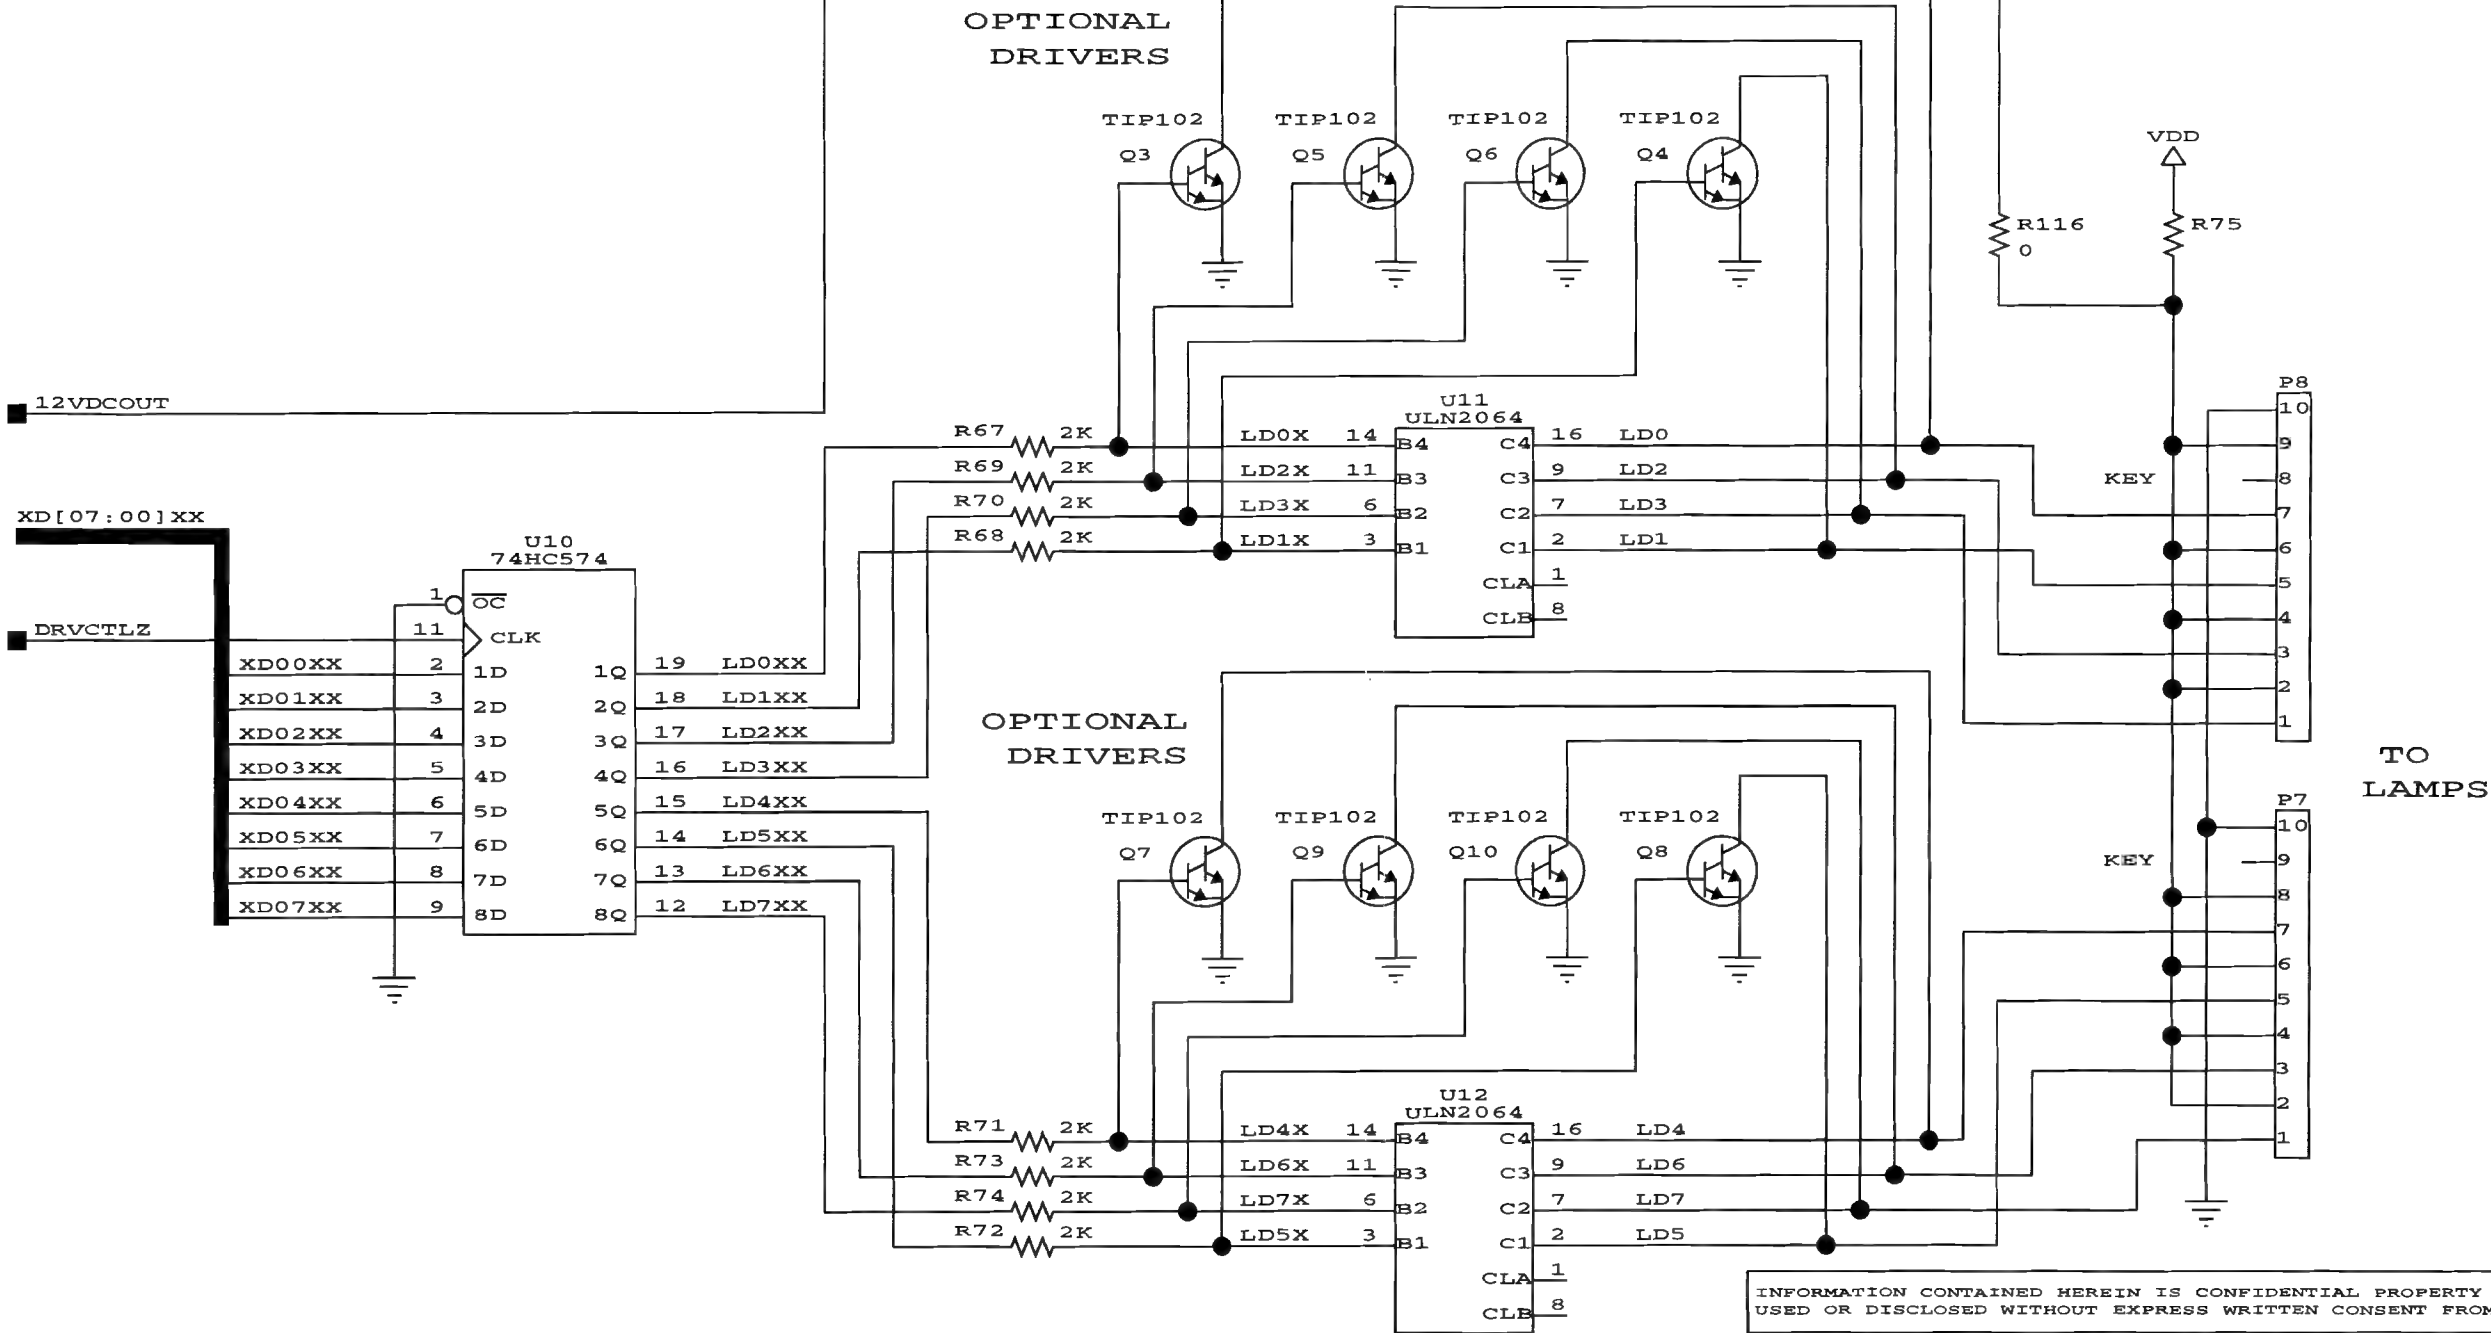 OPTIONAL
DRIVERS
TIP102
TIP102
TIP102
TIP102
Q3
Q5
Q6
Q4
VDD
R116
0
R75
12VDCOUT
XD[07:00]XX
DRVCTLZ
U10
74HC574
1
OC
11
CLK
XD00XX 2 1D 1Q 19 LD0XX
XD01XX 3 2D 2Q 18 LD1XX
XD02XX 4 3D 3Q 17 LD2XX
XD03XX 5 4D 4Q 16 LD3XX
XD04XX 6 5D 5Q 15 LD4XX
XD05XX 7 6D 6Q 14 LD5XX
XD06XX 8 7D 7Q 13 LD6XX
XD07XX 9 8D 8Q 12 LD7XX
U11
ULN2064
R67 2K LD0X 14 B4 C4 16 LD0
R69 2K LD2X 11 B3 C3 9 LD2
R70 2K LD3X 6 B2 C2 7 LD3
R68 2K LD1X 3 B1 C1 2 LD1
CLA 1
CLB 8
P8
10
9
KEY 8
7
6
5
4
3
2
1
OPTIONAL
DRIVERS
TIP102
TIP102
TIP102
TIP102
Q7
Q9
Q10
Q8
TO
LAMPS
P7
10
KEY 9
8
7
6
5
4
3
2
1
U12
ULN2064
R71 2K LD4X 14 B4 C4 16 LD4
R73 2K LD6X 11 B3 C3 9 LD6
R74 2K LD7X 6 B2 C2 7 LD7
R72 2K LD5X 3 B1 C1 2 LD5
CLA 1
CLB 8
INFORMATION CONTAINED HEREIN IS CONFIDENTIAL PROPERTY
USED OR DISCLOSED WITHOUT EXPRESS WRITTEN CONSENT FROM